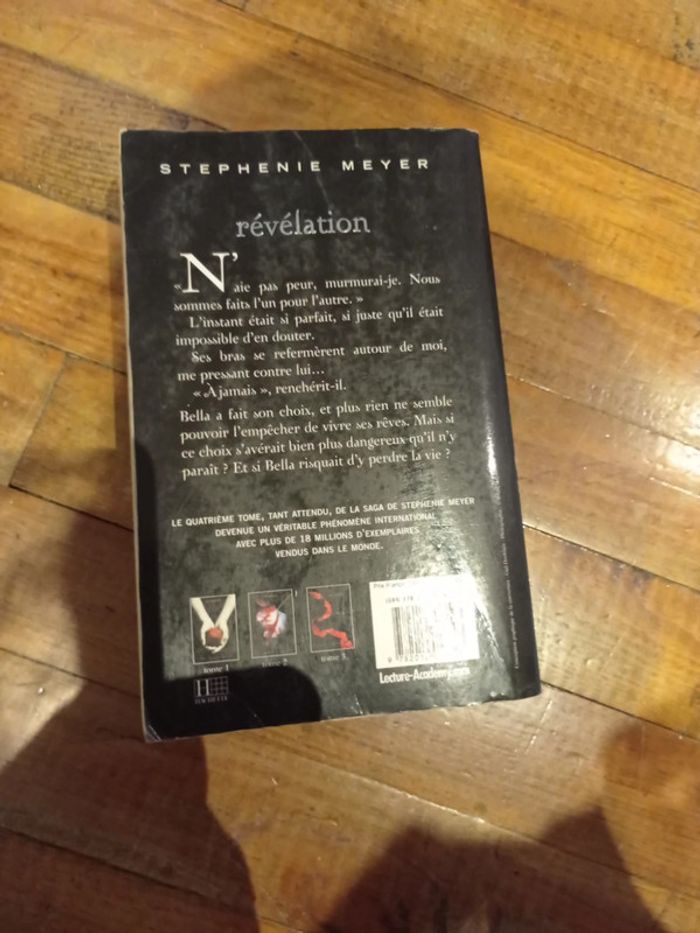 STEPHENIE MEYER
révélation
« N'aie pas peur, murmurai-je. Nous
sommes faits l'un pour l'autre. »
L'instant était si parfait, si juste qu'il était
impossible d'en douter.
Ses bras se refermèrent autour de moi,
me pressant contre lui...
« A jamais », renchérit-il.
Bella a fait son choix, et plus rien ne semble
pouvoir l'empêcher de vivre ses rêves. Mais si
ce choix s'avérait bien plus dangereux qu'il n'y
paraît ? Et si Bella risquait d'y perdre la vie ?
LE QUATRIÈME TOME, TANT ATTENDU, DE LA SAGA DE STEPHENIE MEYER
DEVENUE UN VÉRITABLE PHÉNOMÈNE INTERNATIONAL
AVEC PLUS DE 18 MILLIONS D'EXEMPLAIRES
VENDUS DANS LE MONDE.
tome 1
tome 2
tome 3
H
HACHETTE
Prix France
ISBN 978
Lecture-Academy.com